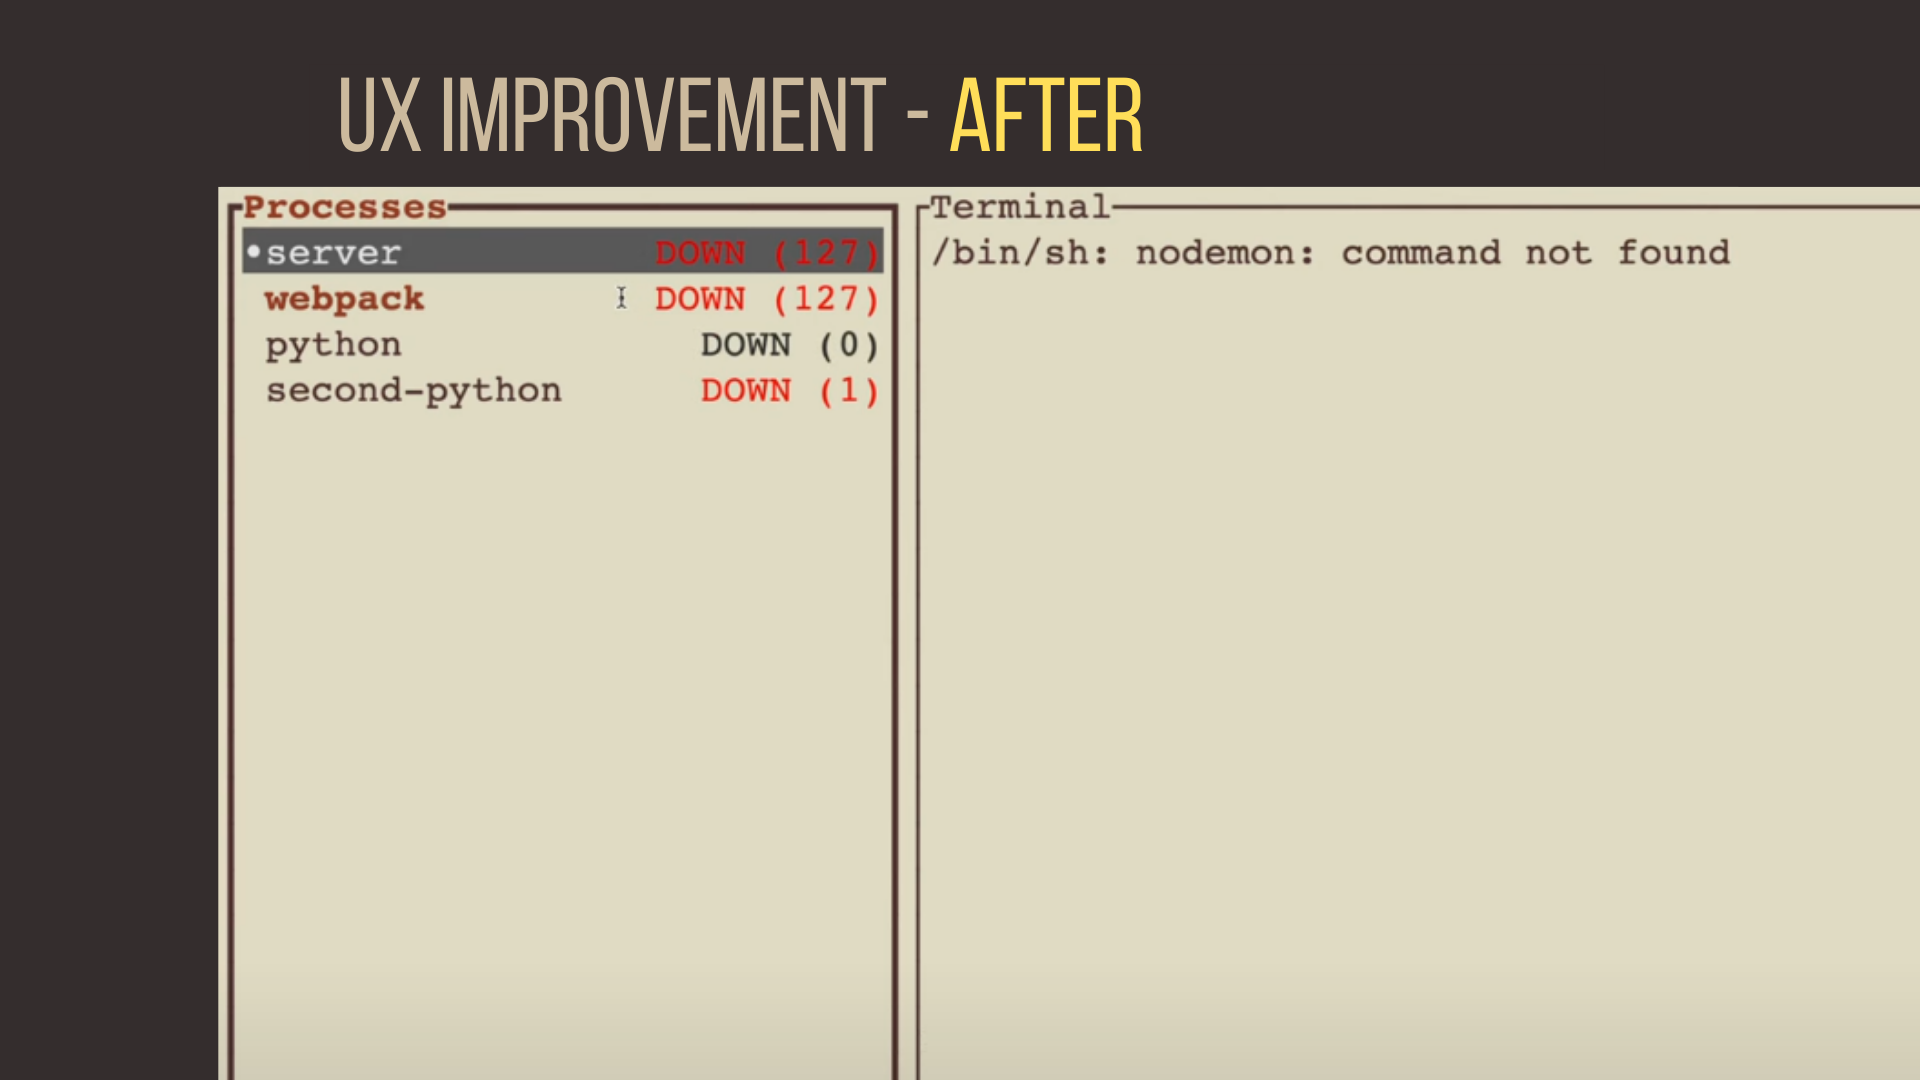 UX IMPROVEMENT - AFTER
Processes
•server DOWN (127)
webpack DOWN (127)
python DOWN (0)
second-python DOWN (1)
Terminal
/bin/sh: nodemon: command not found